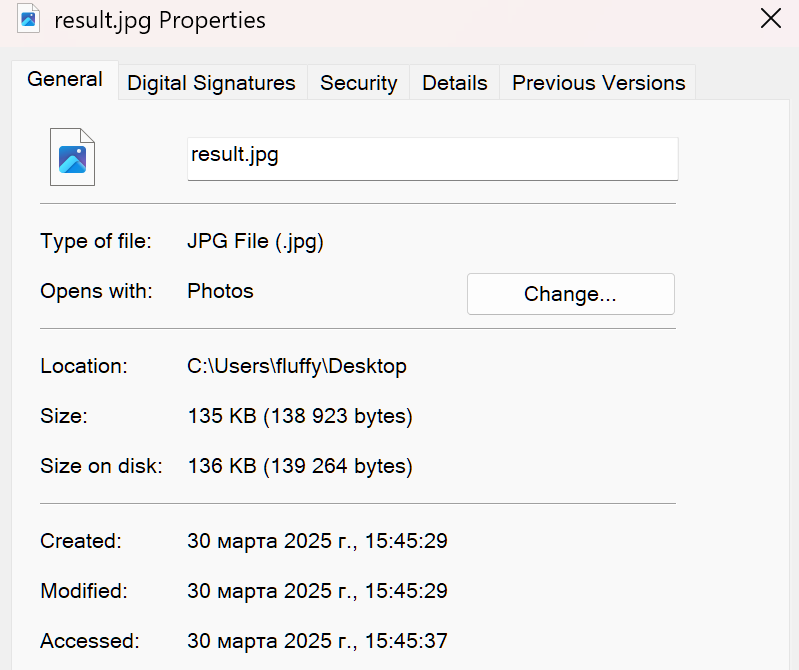 result.jpg Properties
General Digital Signatures Security Details Previous Versions
result.jpg
Type of file: JPG File (.jpg)
Opens with: Photos Change...
Location: C:\Users\fluffy\Desktop
Size: 135 KB (138 923 bytes)
Size on disk: 136 KB (139 264 bytes)
Created: 30 марта 2025 г., 15:45:29
Modified: 30 марта 2025 г., 15:45:29
Accessed: 30 марта 2025 г., 15:45:37